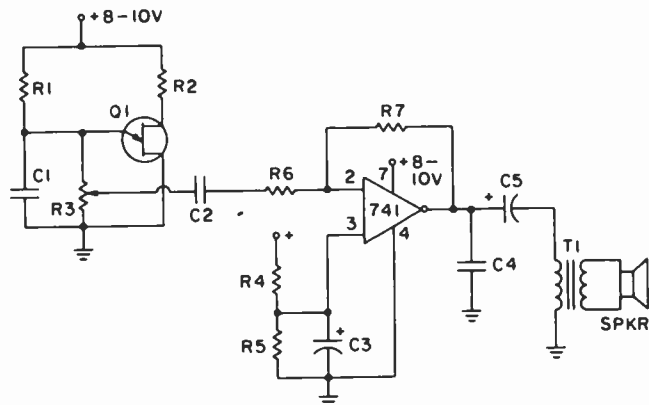 +8-10V
R1
R2
Q1
C1
R3
C2
R6
R7
2
7
+8-
10V
741
3
4
+
C5
+
R4
R5
+
C3
C4
T1
SPKR